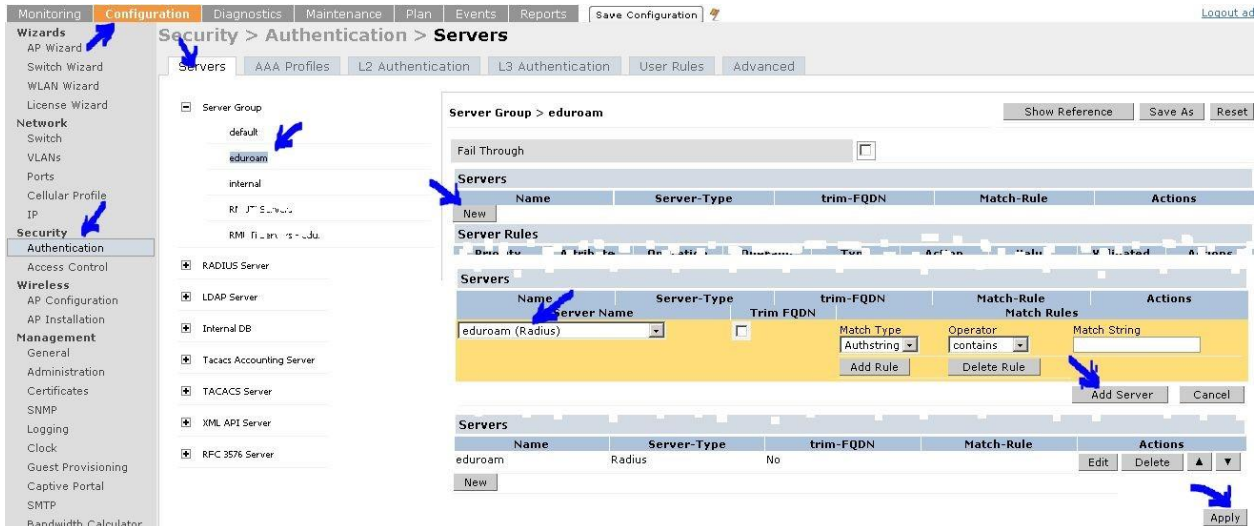 Monitoring Configuration Diagnostics Maintenance Plan Events Reports Save Configuration Logout ad
Wizards
AP Wizard
Switch Wizard
WLAN Wizard
License Wizard
Network
Switch
VLANs
Ports
Cellular Profile
IP
Security
Authentication
Access Control
Wireless
AP Configuration
AP Installation
Management
General
Administration
Certificates
SNMP
Logging
Clock
Guest Provisioning
Captive Portal
SMTP
Bandwidth Calculator
Security > Authentication > Servers
Servers AAA Profiles L2 Authentication L3 Authentication User Rules Advanced
Server Group
default
eduroam
internal
RADIUS Server
LDAP Server
Internal DB
Tacacs Accounting Server
TACACS Server
XML API Server
RFC 3576 Server
Server Group > eduroam Show Reference Save As Reset
Fail Through
Servers
Name Server-Type trim-FQDN Match-Rule Actions
New
Server Rules
Servers
Name Server-Type trim-FQDN Match-Rule Actions
Server Name Trim FQDN Match Rules
eduroam (Radius) Match Type Operator Match String
Authstring contains
Add Rule Delete Rule
Add Server Cancel
Servers
Name Server-Type trim-FQDN Match-Rule Actions
eduroam Radius No Edit Delete
New
Apply